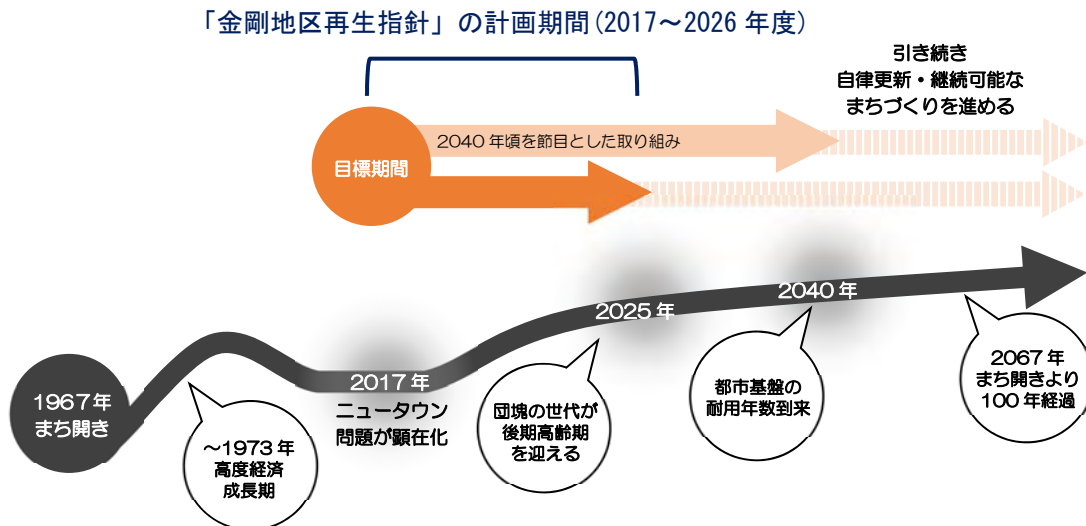 「金剛地区再生指針」の計画期間(2017～2026 年度)
引き続き
自律更新・継続可能な
まちづくりを進める
2040 年頃を節目とした取り組み
目標期間
1967年
まち開き
～1973 年
高度経済
成長期
2017 年
ニュータウン
問題が顕在化
2025 年
団塊の世代が
後期高齢期
を迎える
2040 年
都市基盤の
耐用年数到来
2067 年
まち開きより
100 年経過